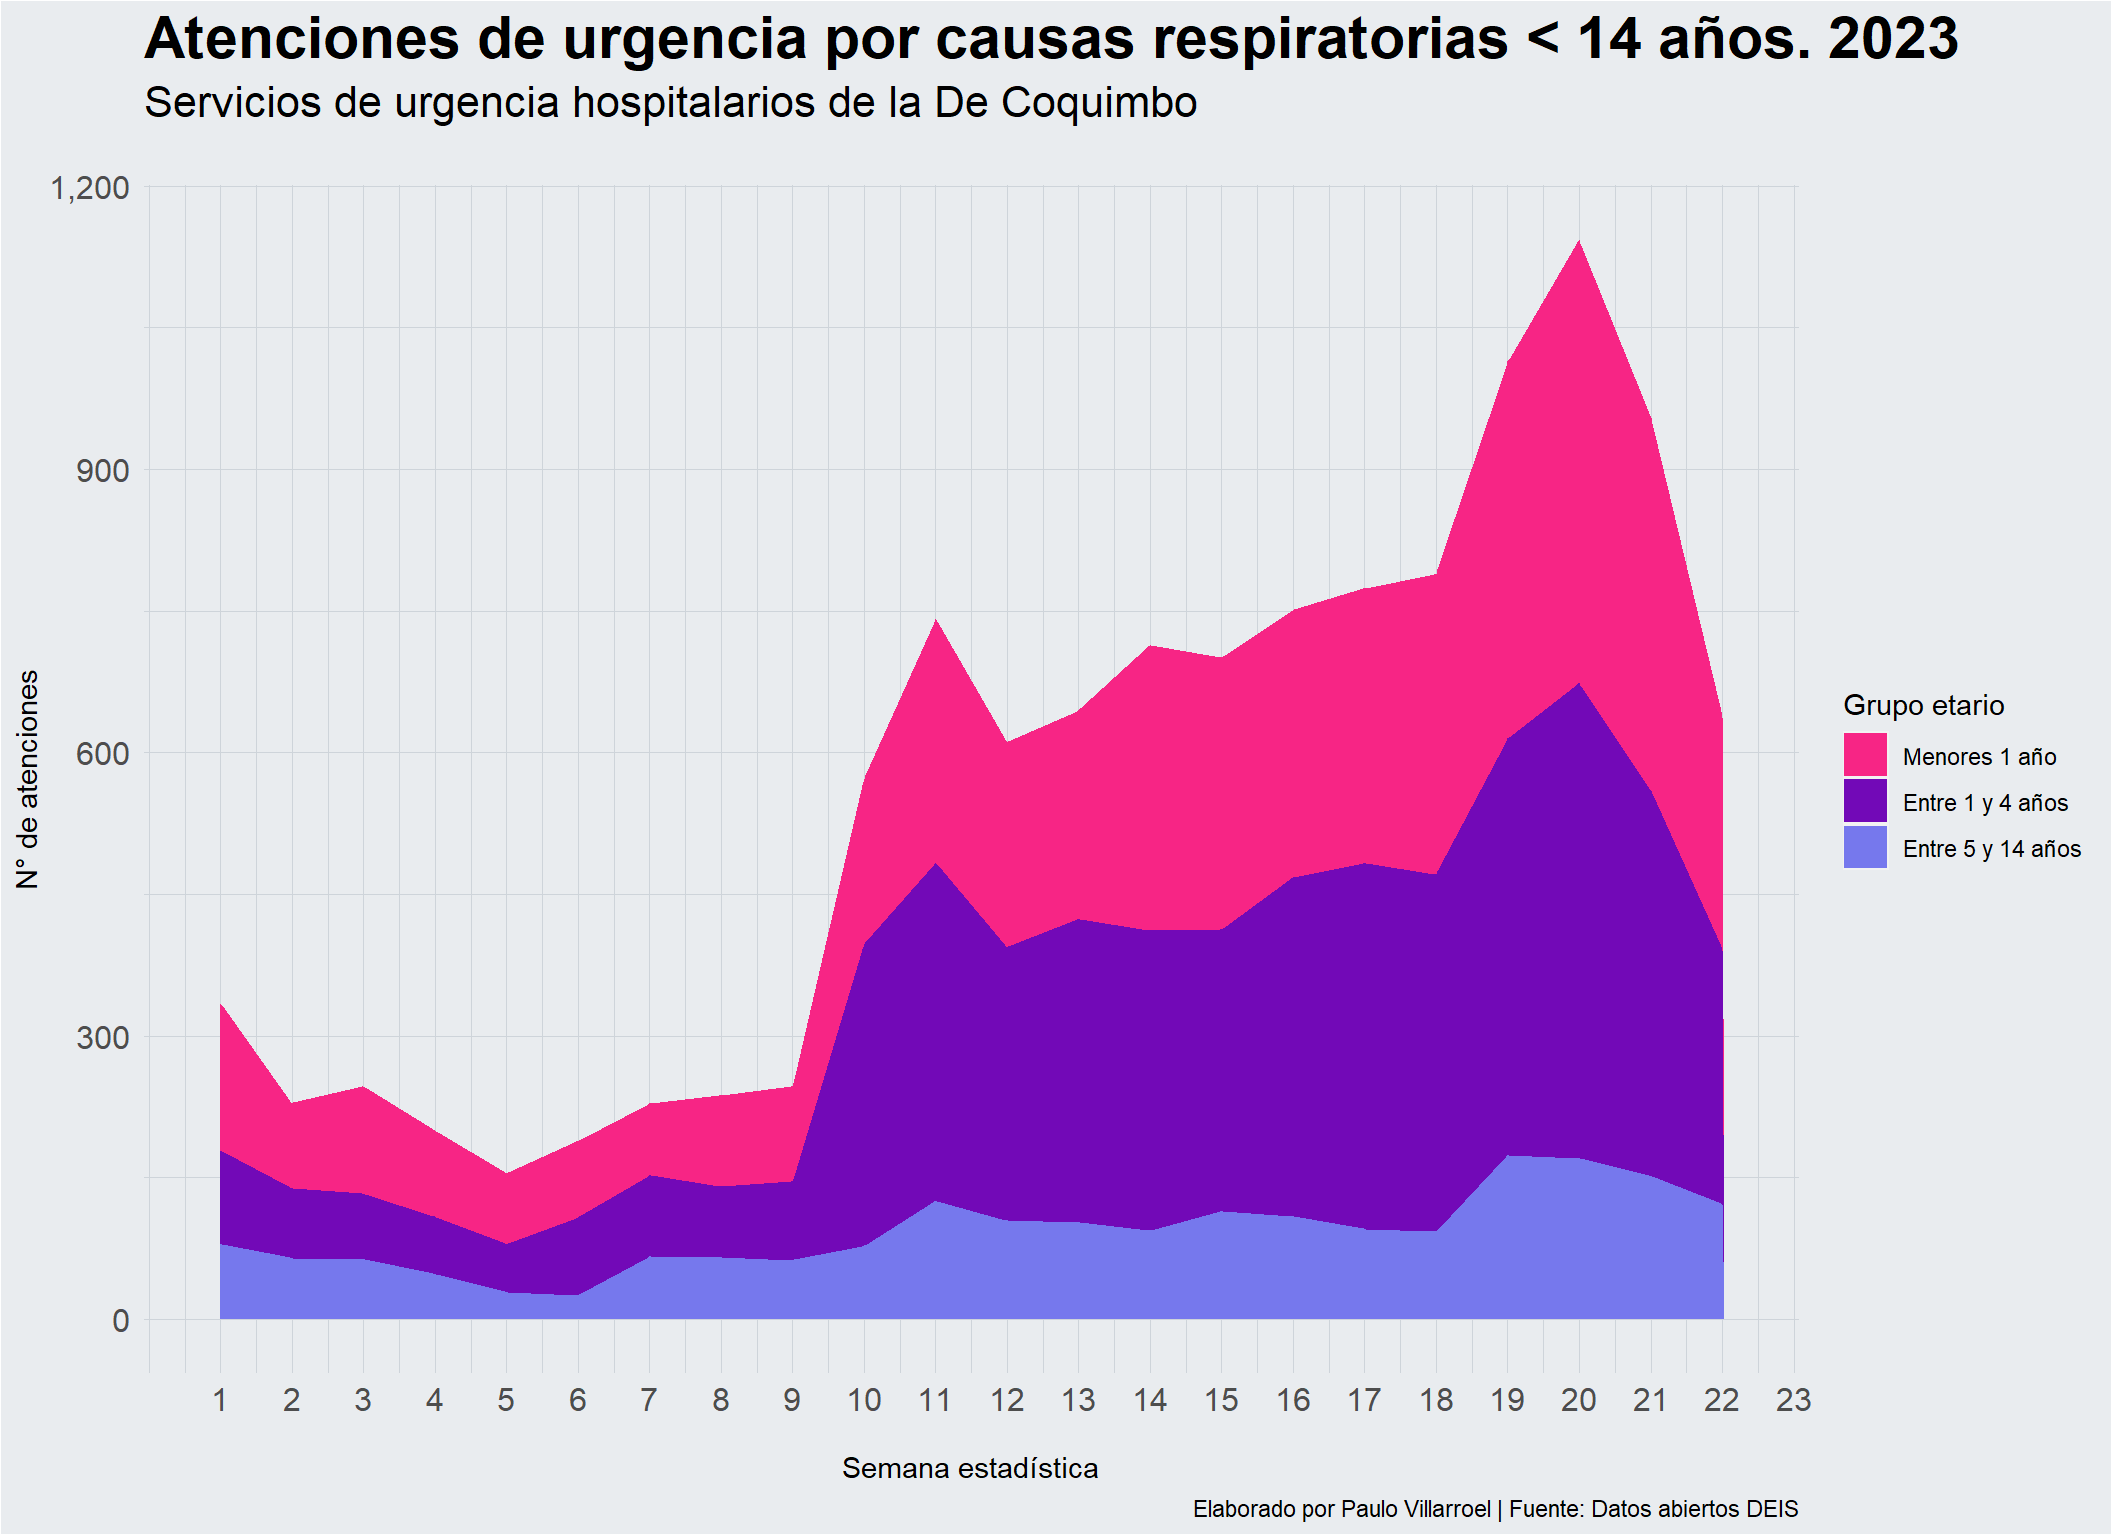 Atenciones de urgencia por causas respiratorias < 14 años. 2023
Servicios de urgencia hospitalarios de la De Coquimbo
1,200
900
600
300
0
N° de atenciones
1 2 3 4 5 6 7 8 9 10 11 12 13 14 15 16 17 18 19 20 21 22 23
Semana estadística
Grupo etario
Menores 1 año
Entre 1 y 4 años
Entre 5 y 14 años
Elaborado por Paulo Villarroel | Fuente: Datos abiertos DEIS